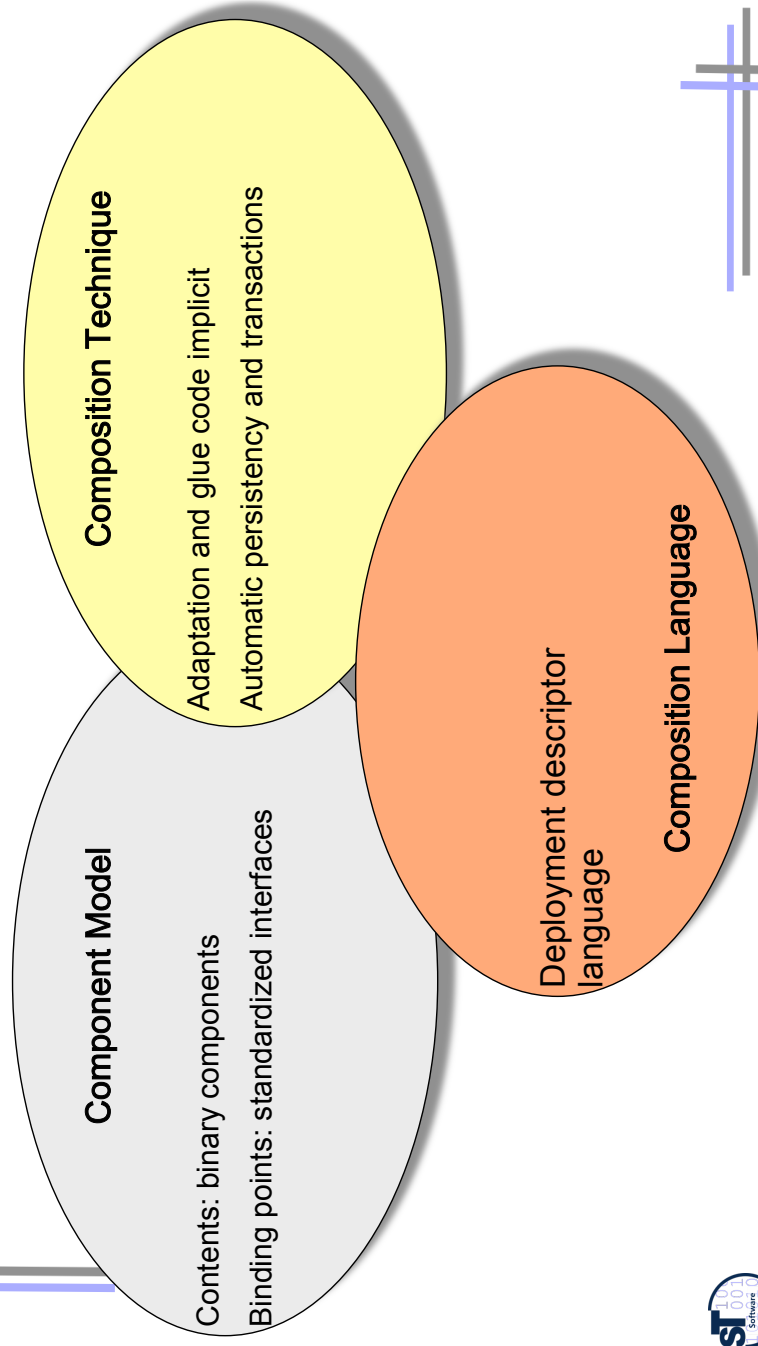 Component Model
Contents: binary components
Binding points: standardized interfaces
Composition Technique
Adaptation and glue code implicit
Automatic persistency and transactions
Deployment descriptor
language
Composition Language
Software